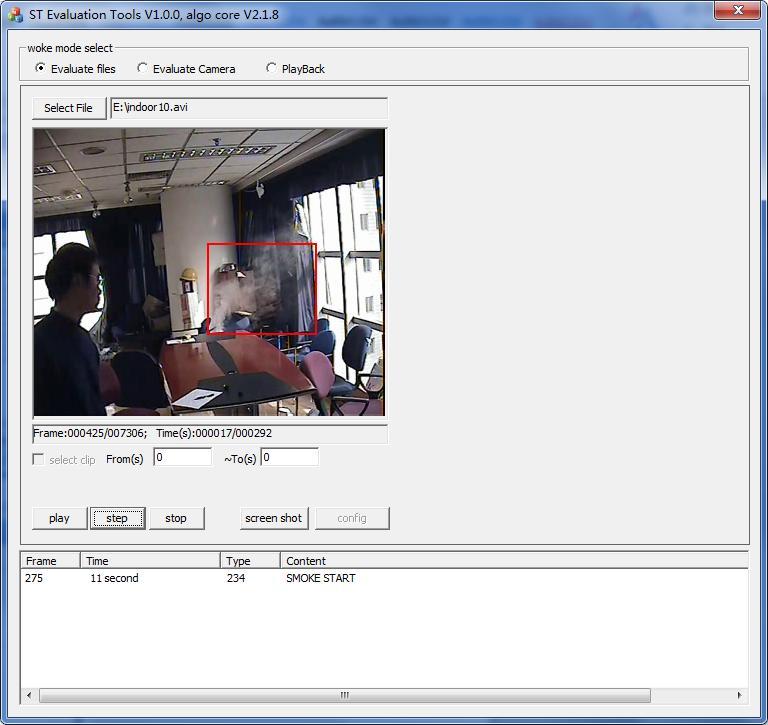 ST Evaluation Tools V1.0.0, algo core V2.1.8
woke mode select
Evaluate files Evaluate Camera PlayBack
Select File E:\indoor10.avi
Frame:000425/007306; Time(s):000017/000292
select clip From(s) 0 ~To(s) 0
play step stop screen shot config
Frame Time Type Content
275 11 second 234 SMOKE START